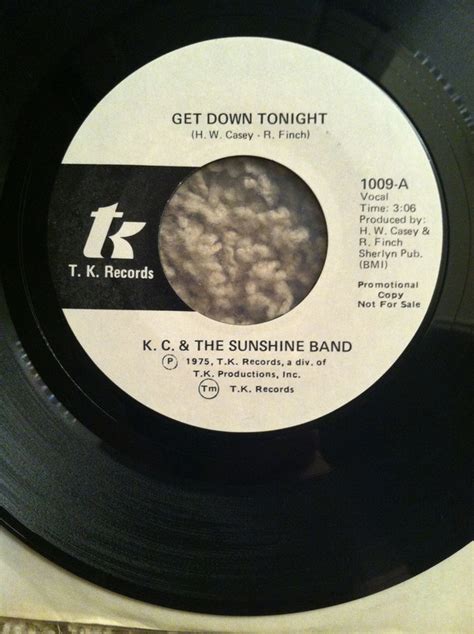 GET DOWN TONIGHT
(H. W. Casey - R. Finch)
tk
T. K. Records
1009-A
Vocal
Time: 3:06
Produced by:
H. W. Casey &
R. Finch
Sherlyn Pub.
(BMI)
Promotional
Copy
Not For Sale
K. C. & THE SUNSHINE BAND
Ⓟ 1975, T.K. Records, a div. of
T.K. Productions, Inc.
Tm T.K. Records